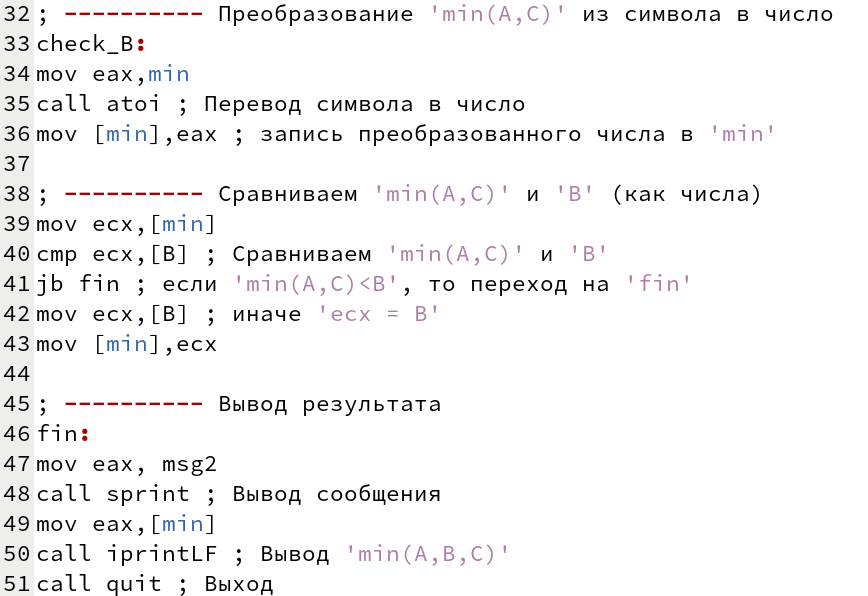 32 ; ---------- Преобразование 'min(A,C)' из символа в число
33 check_B:
34 mov eax,min
35 call atoi ; Перевод символа в число
36 mov [min],eax ; запись преобразованного числа в 'min'
37
38 ; ---------- Сравниваем 'min(A,C)' и 'B' (как числа)
39 mov ecx,[min]
40 cmp ecx,[B] ; Сравниваем 'min(A,C)' и 'B'
41 jb fin ; если 'min(A,C)<B', то переход на 'fin'
42 mov ecx,[B] ; иначе 'ecx = B'
43 mov [min],ecx
44
45 ; ---------- Вывод результата
46 fin:
47 mov eax, msg2
48 call sprint ; Вывод сообщения
49 mov eax,[min]
50 call iprintLF ; Вывод 'min(A,B,C)'
51 call quit ; Выход